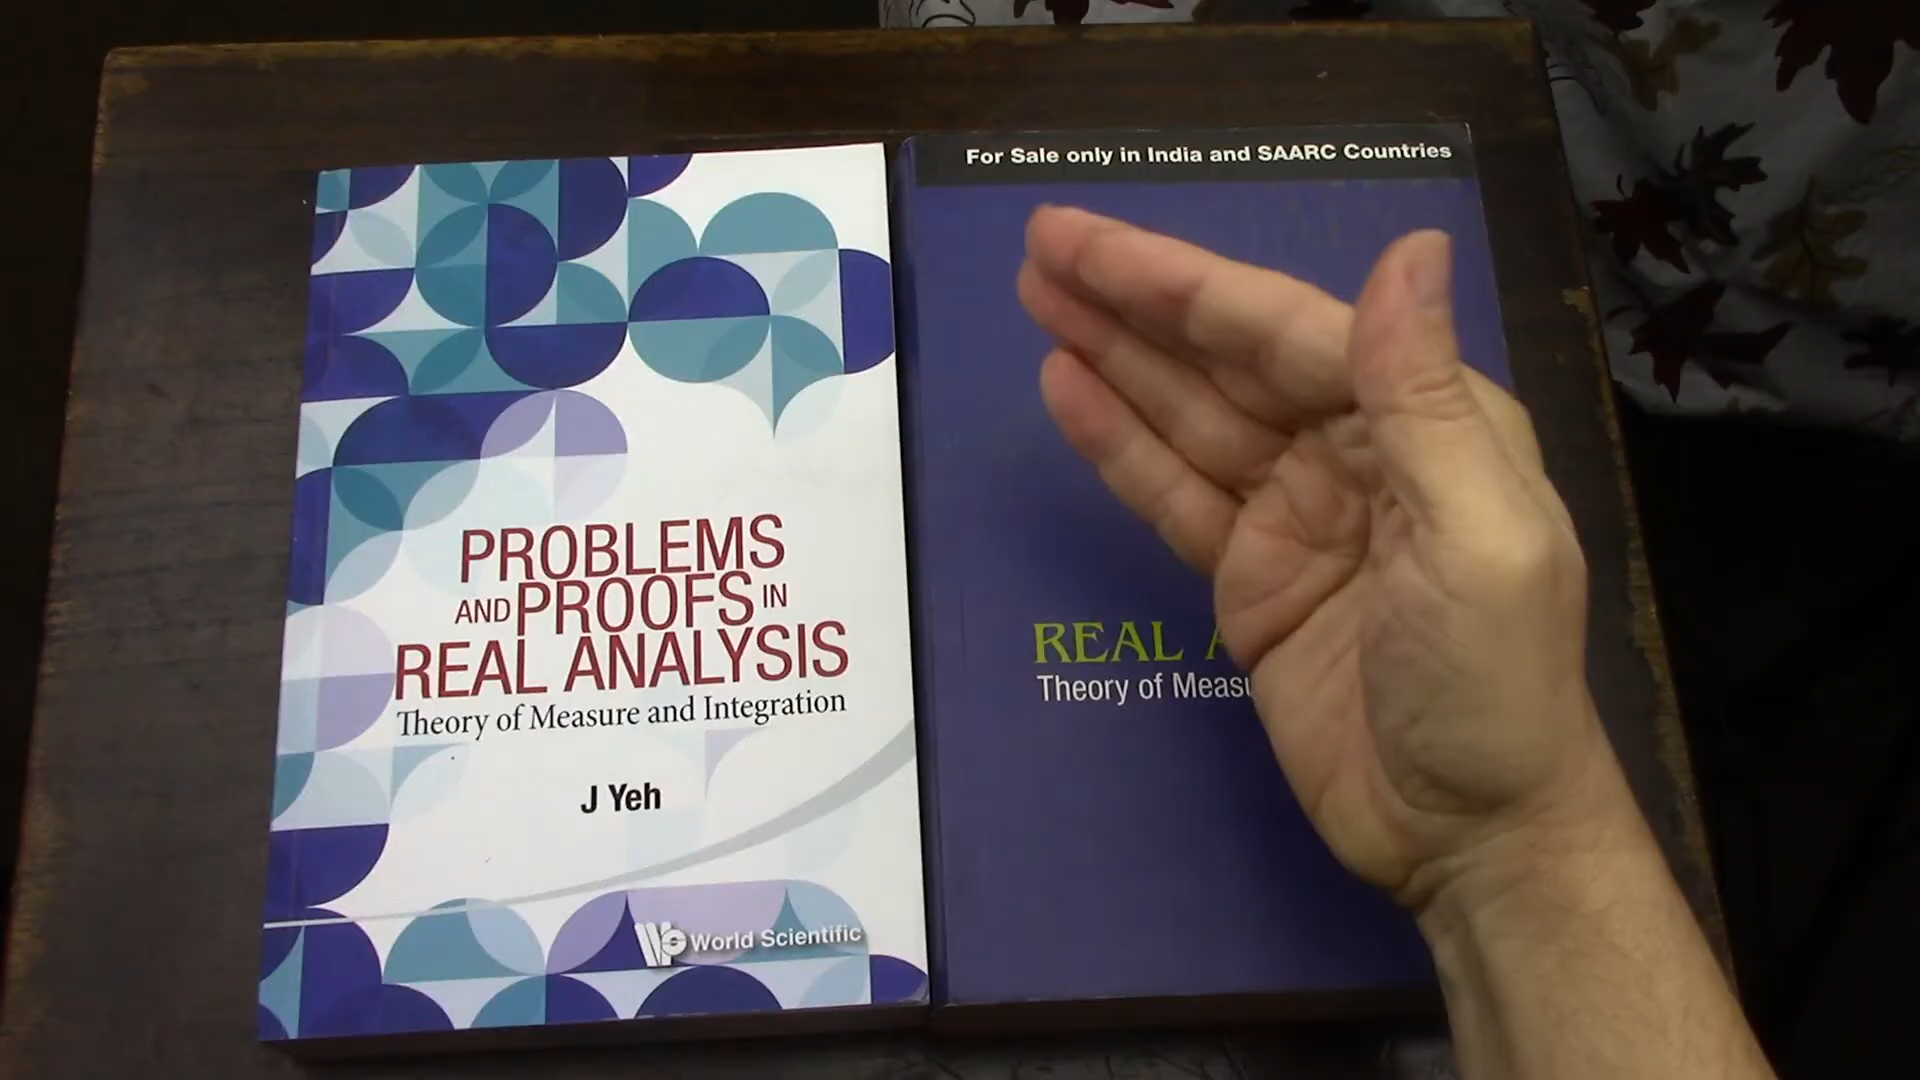 PROBLEMS
AND PROOFS IN
REAL ANALYSIS
Theory of Measure and Integration
J Yeh
World Scientific
For Sale only in India and SAARC Countries
REAL
Theory of